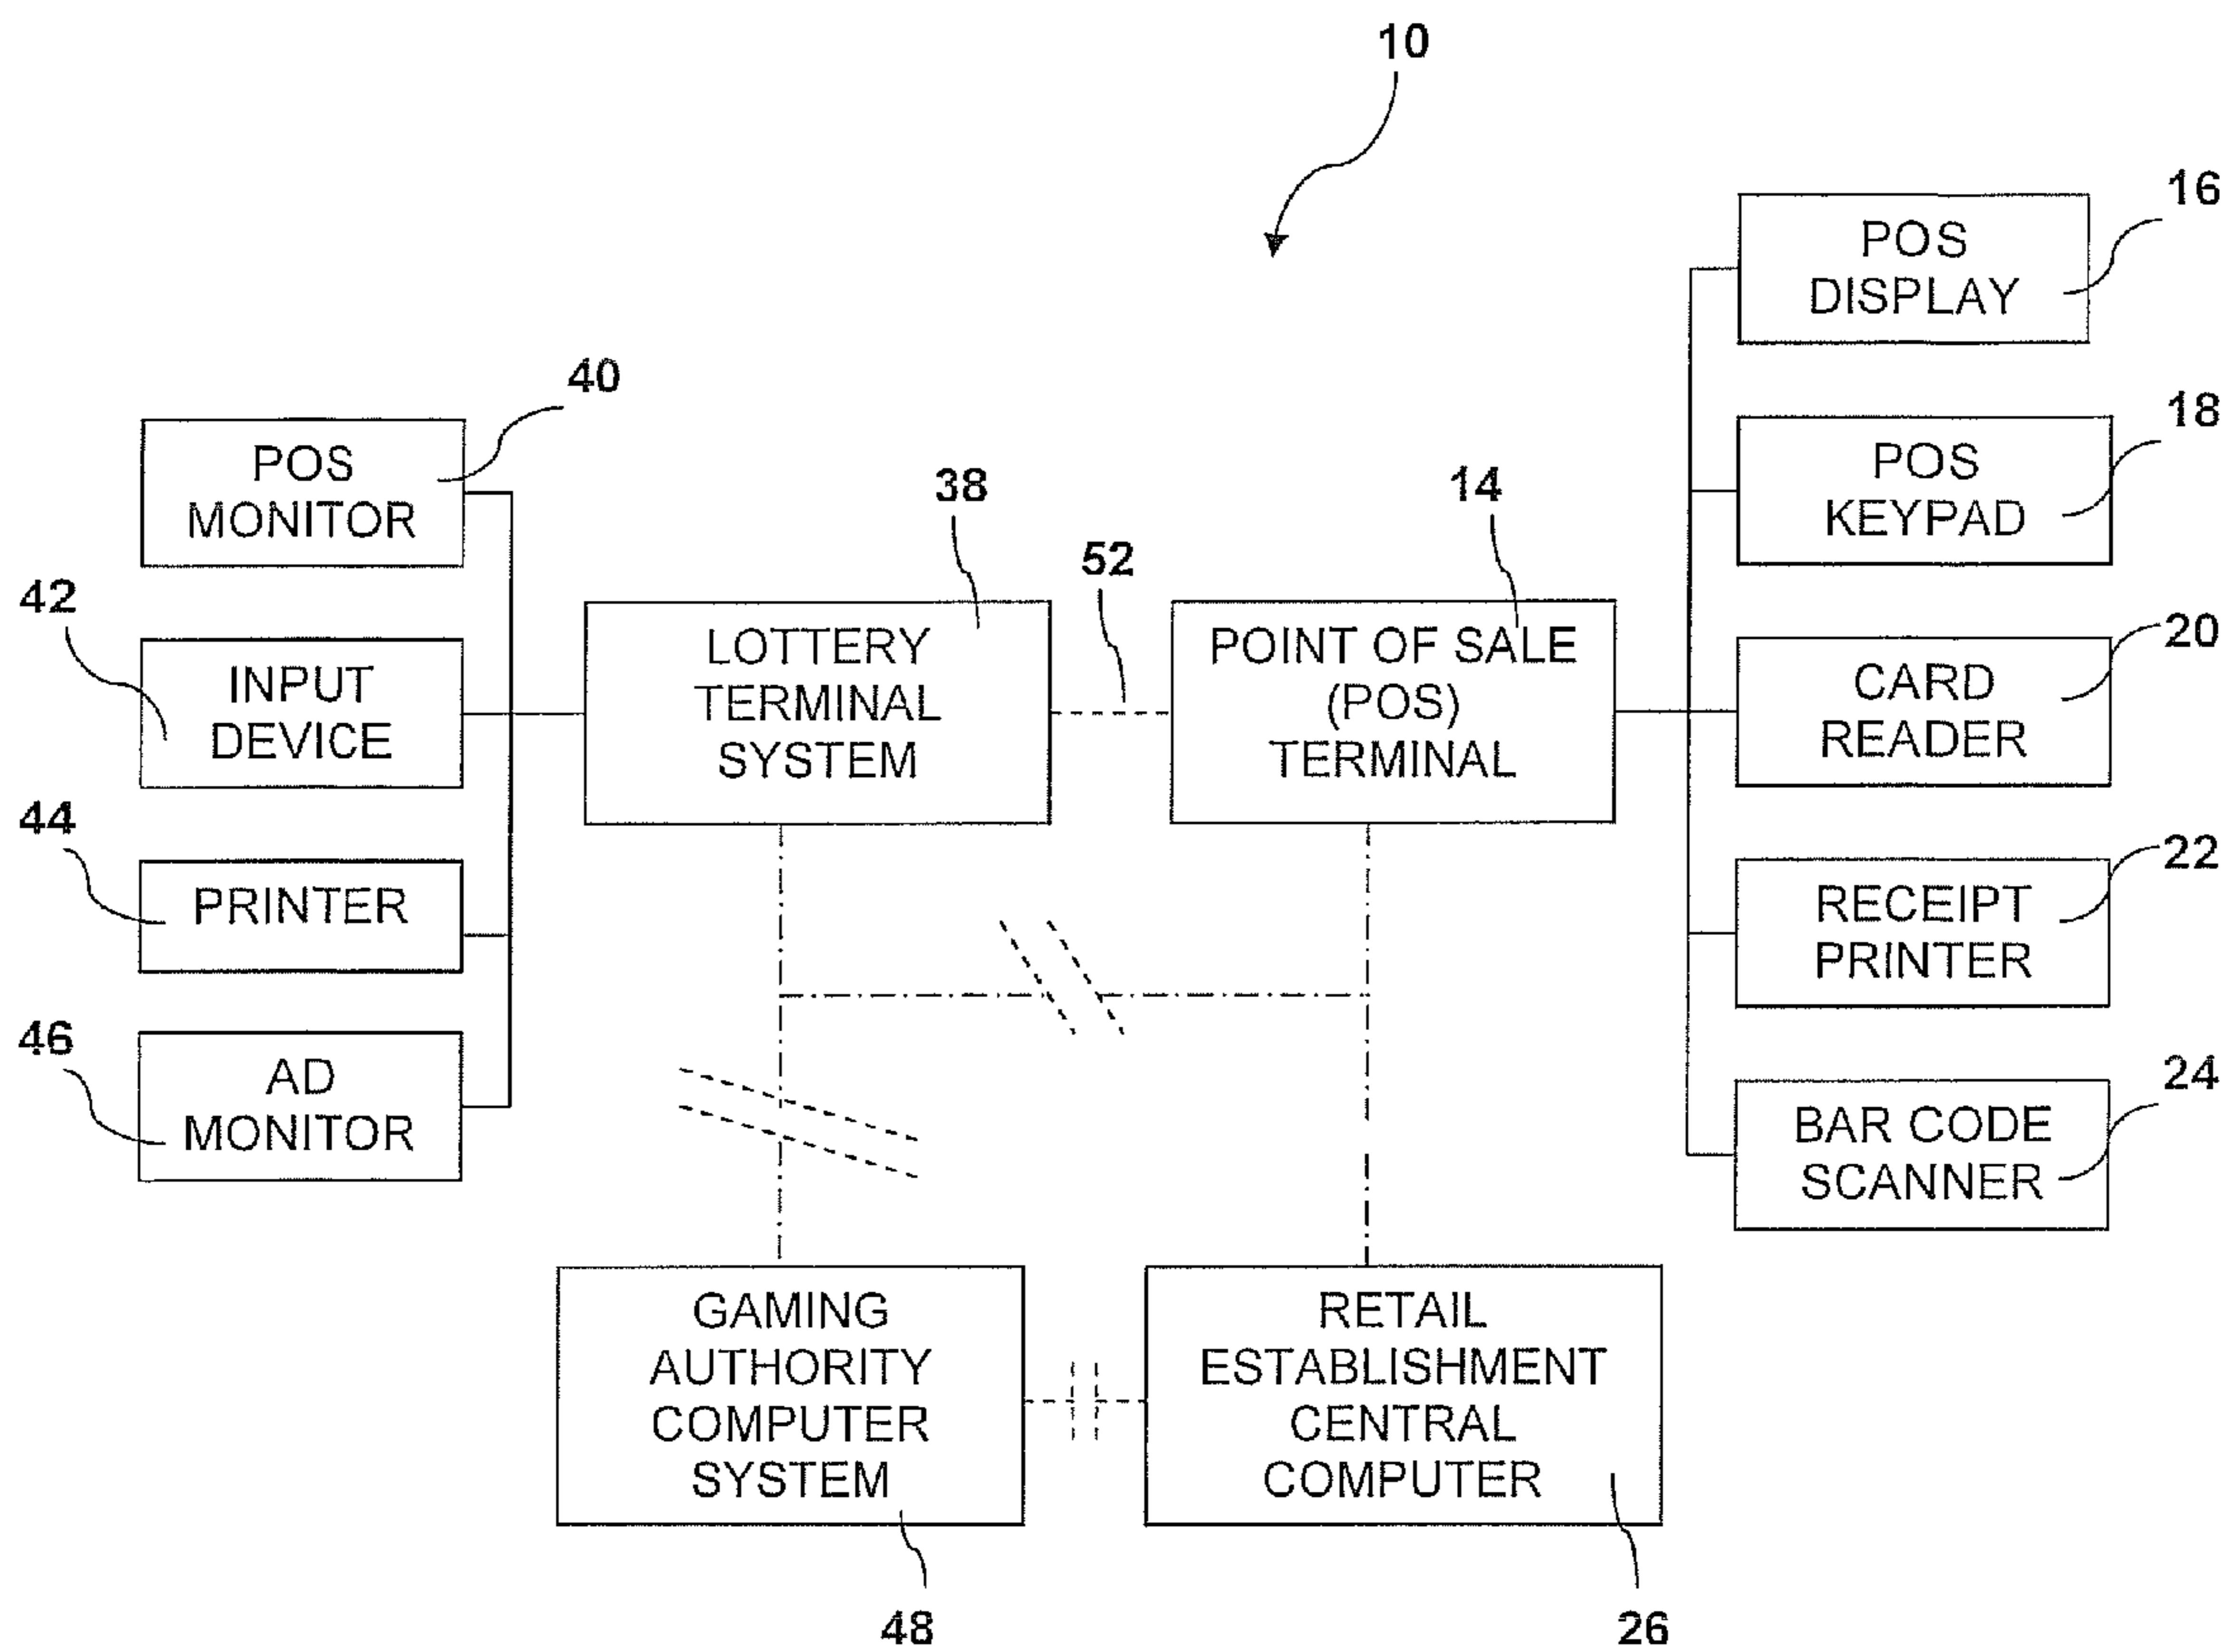 10
16
POS
DISPLAY
40
18
POS
MONITOR
POS
KEYPAD
38
14
52
42
20
INPUT
DEVICE
LOTTERY
TERMINAL
SYSTEM
POINT OF SALE
(POS)
TERMINAL
CARD
READER
44
22
PRINTER
RECEIPT
PRINTER
46
24
AD
MONITOR
BAR CODE
SCANNER
GAMING
AUTHORITY
COMPUTER
SYSTEM
RETAIL
ESTABLISHMENT
CENTRAL
COMPUTER
48
26